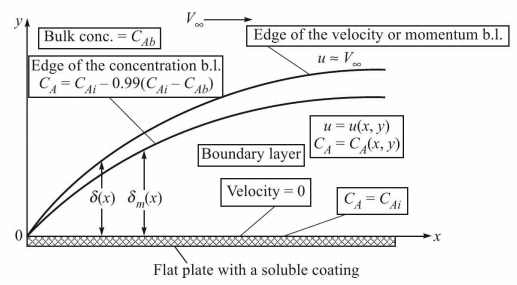 y
V∞
Bulk conc. = C_Ab
Edge of the velocity or momentum b.l.
u ≈ V∞
Edge of the concentration b.l.
C_A = C_Ai – 0.99(C_Ai – C_Ab)
u = u(x, y)
C_A = C_A(x, y)
Boundary layer
δ(x)
δ_m(x)
Velocity = 0
C_A = C_Ai
0
x
Flat plate with a soluble coating